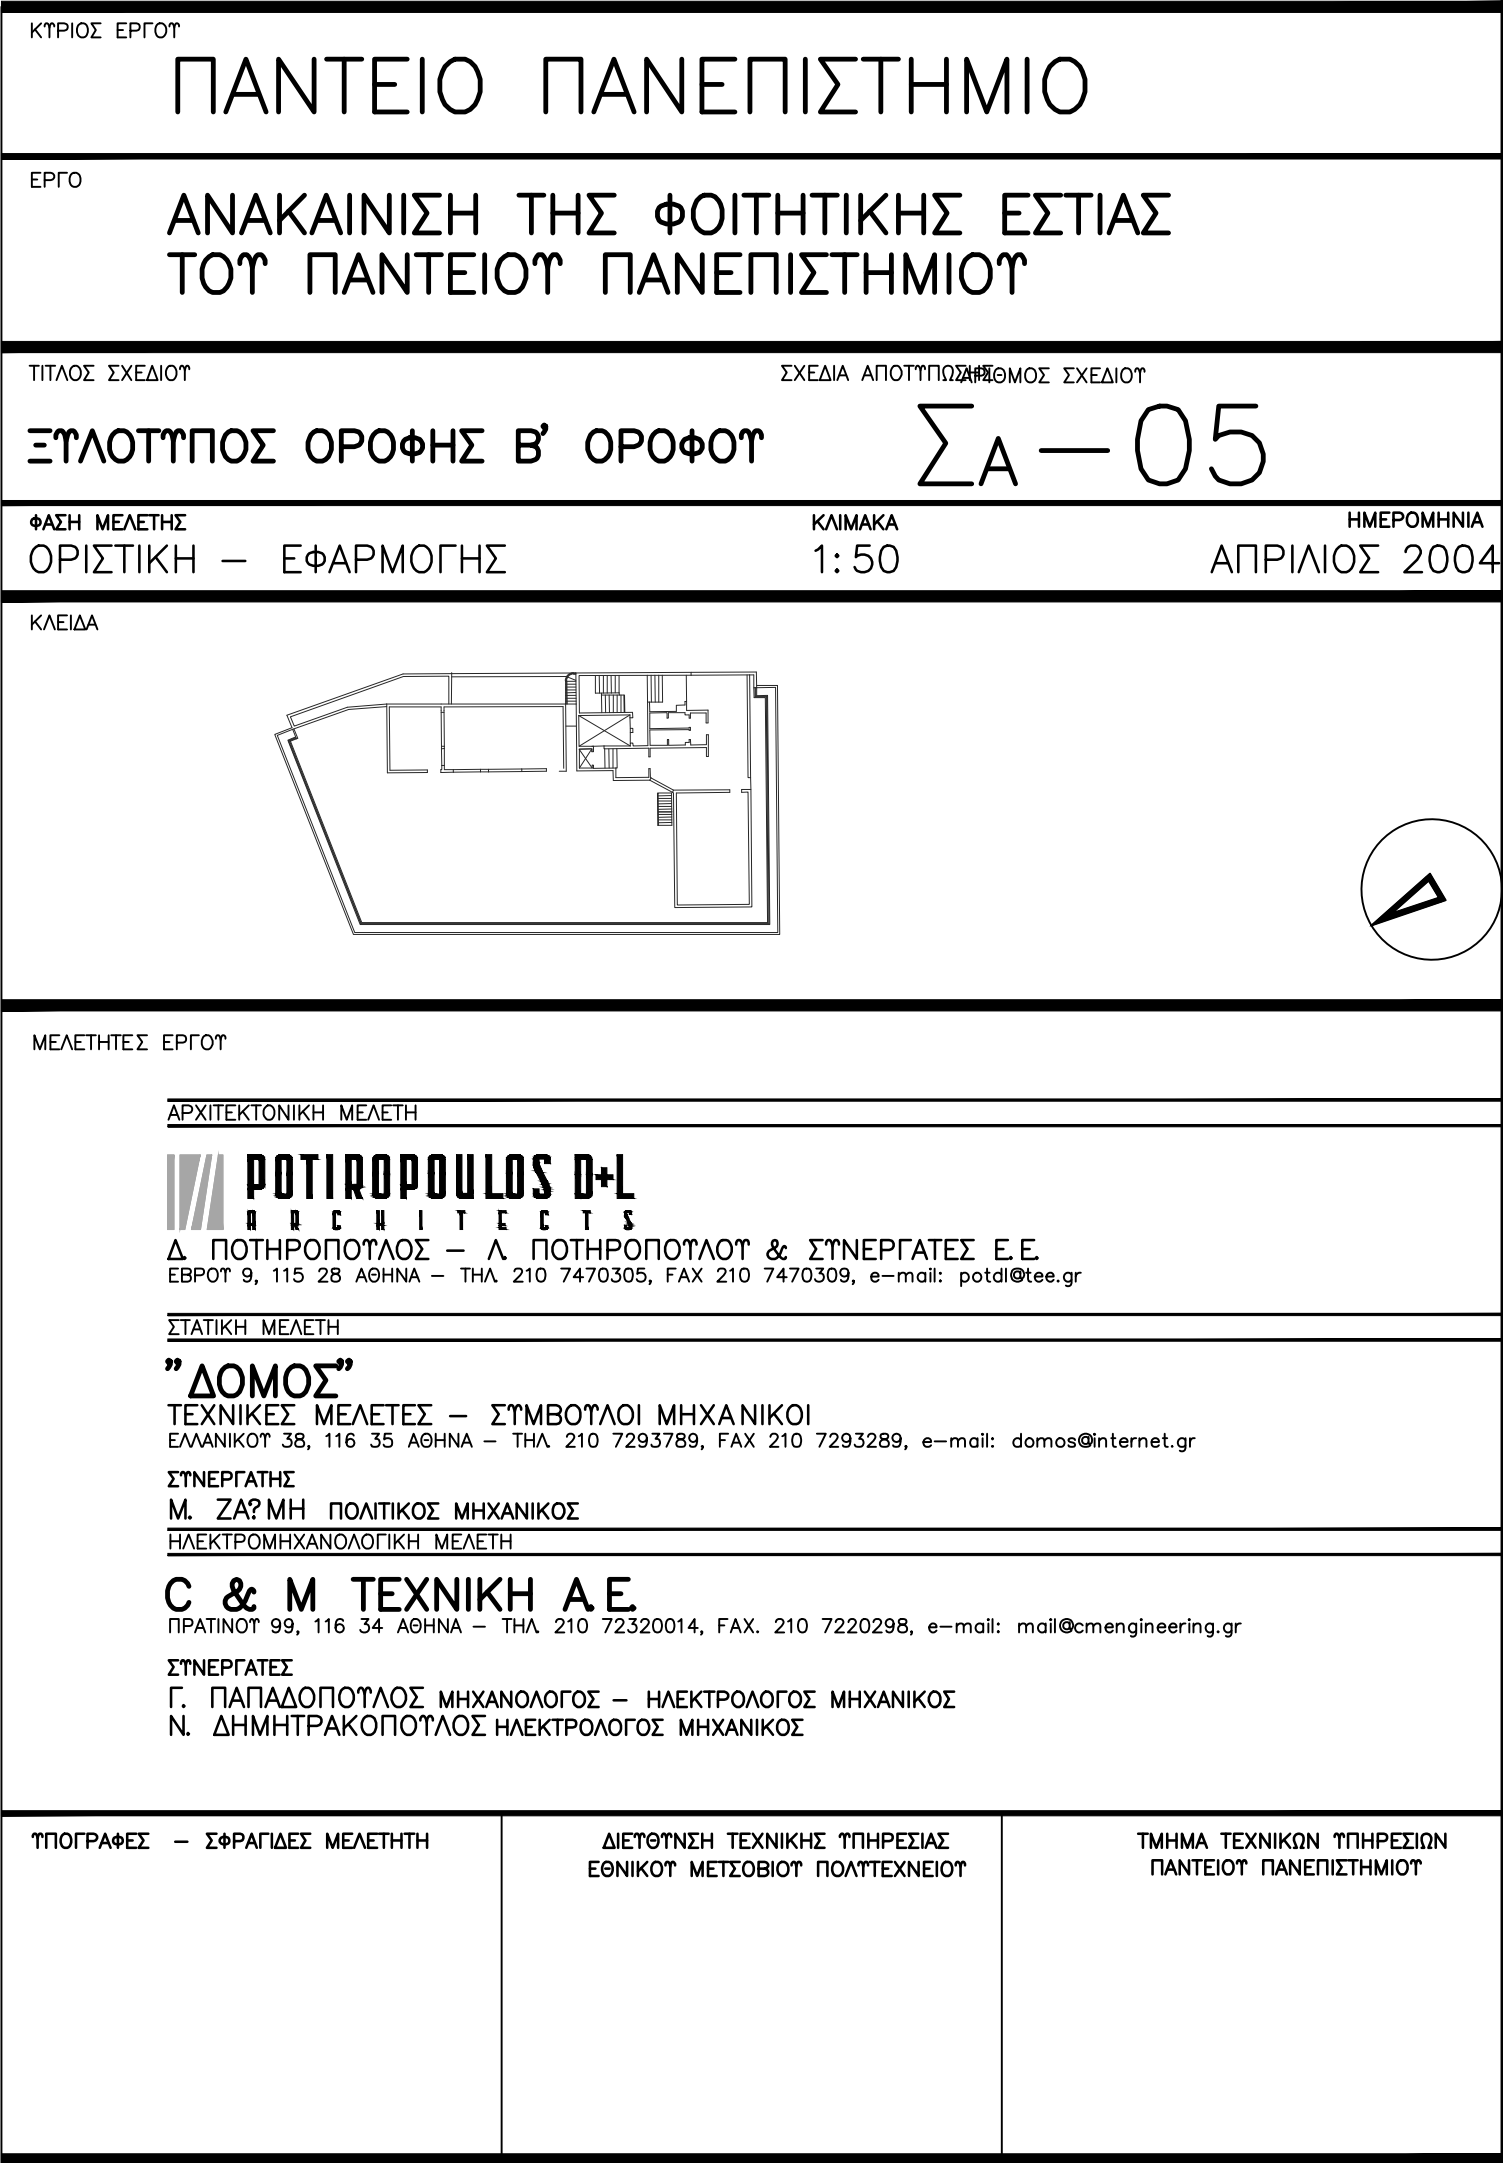 ΚΥΡΙΟΣ ΕΡΓΟΥ
ΠΑΝΤΕΙΟ ΠΑΝΕΠΙΣΤΗΜΙΟ
ΕΡΓΟ
ΑΝΑΚΑΙΝΙΣΗ ΤΗΣ ΦΟΙΤΗΤΙΚΗΣ ΕΣΤΙΑΣ
ΤΟΥ ΠΑΝΤΕΙΟΥ ΠΑΝΕΠΙΣΤΗΜΙΟΥ
ΤΙΤΛΟΣ ΣΧΕΔΙΟΥ ΣΧΕΔΙΑ ΑΠΟΤΥΠΩΣΗΣ ΑΡΙΘΜΟΣ ΣΧΕΔΙΟΥ
ΞΥΛΟΤΥΠΟΣ ΟΡΟΦΗΣ Β' ΟΡΟΦΟΥ ΣΑ—05
ΦΑΣΗ ΜΕΛΕΤΗΣ ΚΛΙΜΑΚΑ ΗΜΕΡΟΜΗΝΙΑ
ΟΡΙΣΤΙΚΗ — ΕΦΑΡΜΟΓΗΣ 1:50 ΑΠΡΙΛΙΟΣ 2004
ΚΛΕΙΔΑ
ΜΕΛΕΤΗΤΕΣ ΕΡΓΟΥ
ΑΡΧΙΤΕΚΤΟΝΙΚΗ ΜΕΛΕΤΗ
POTIROPOULOS D+L
ARCHITECTS
Δ. ΠΟΤΗΡΟΠΟΥΛΟΣ — Λ. ΠΟΤΗΡΟΠΟΥΛΟΥ & ΣΥΝΕΡΓΑΤΕΣ Ε.Ε.
ΕΒΡΟΥ 9, 115 28 ΑΘΗΝΑ — ΤΗΛ. 210 7470305, FAX 210 7470309, e—mail: potdl@tee.gr
ΣΤΑΤΙΚΗ ΜΕΛΕΤΗ
"ΔΟΜΟΣ"
ΤΕΧΝΙΚΕΣ ΜΕΛΕΤΕΣ — ΣΥΜΒΟΥΛΟΙ ΜΗΧΑΝΙΚΟΙ
ΕΛΛΑΝΙΚΟΥ 38, 116 35 ΑΘΗΝΑ — ΤΗΛ. 210 7293789, FAX 210 7293289, e—mail: domos@internet.gr
ΣΥΝΕΡΓΑΤΗΣ
Μ. ΖΑ?ΜΗ ΠΟΛΙΤΙΚΟΣ ΜΗΧΑΝΙΚΟΣ
ΗΛΕΚΤΡΟΜΗΧΑΝΟΛΟΓΙΚΗ ΜΕΛΕΤΗ
C & M ΤΕΧΝΙΚΗ Α.Ε.
ΠΡΑΤΙΝΟΥ 99, 116 34 ΑΘΗΝΑ — ΤΗΛ. 210 72320014, FAX. 210 7220298, e—mail: mail@cmengineering.gr
ΣΥΝΕΡΓΑΤΕΣ
Γ. ΠΑΠΑΔΟΠΟΥΛΟΣ ΜΗΧΑΝΟΛΟΓΟΣ — ΗΛΕΚΤΡΟΛΟΓΟΣ ΜΗΧΑΝΙΚΟΣ
Ν. ΔΗΜΗΤΡΑΚΟΠΟΥΛΟΣ ΗΛΕΚΤΡΟΛΟΓΟΣ ΜΗΧΑΝΙΚΟΣ
ΥΠΟΓΡΑΦΕΣ — ΣΦΡΑΓΙΔΕΣ ΜΕΛΕΤΗΤΗ
ΔΙΕΥΘΥΝΣΗ ΤΕΧΝΙΚΗΣ ΥΠΗΡΕΣΙΑΣ
ΕΘΝΙΚΟΥ ΜΕΤΣΟΒΙΟΥ ΠΟΛΥΤΕΧΝΕΙΟΥ
ΤΜΗΜΑ ΤΕΧΝΙΚΩΝ ΥΠΗΡΕΣΙΩΝ
ΠΑΝΤΕΙΟΥ ΠΑΝΕΠΙΣΤΗΜΙΟΥ